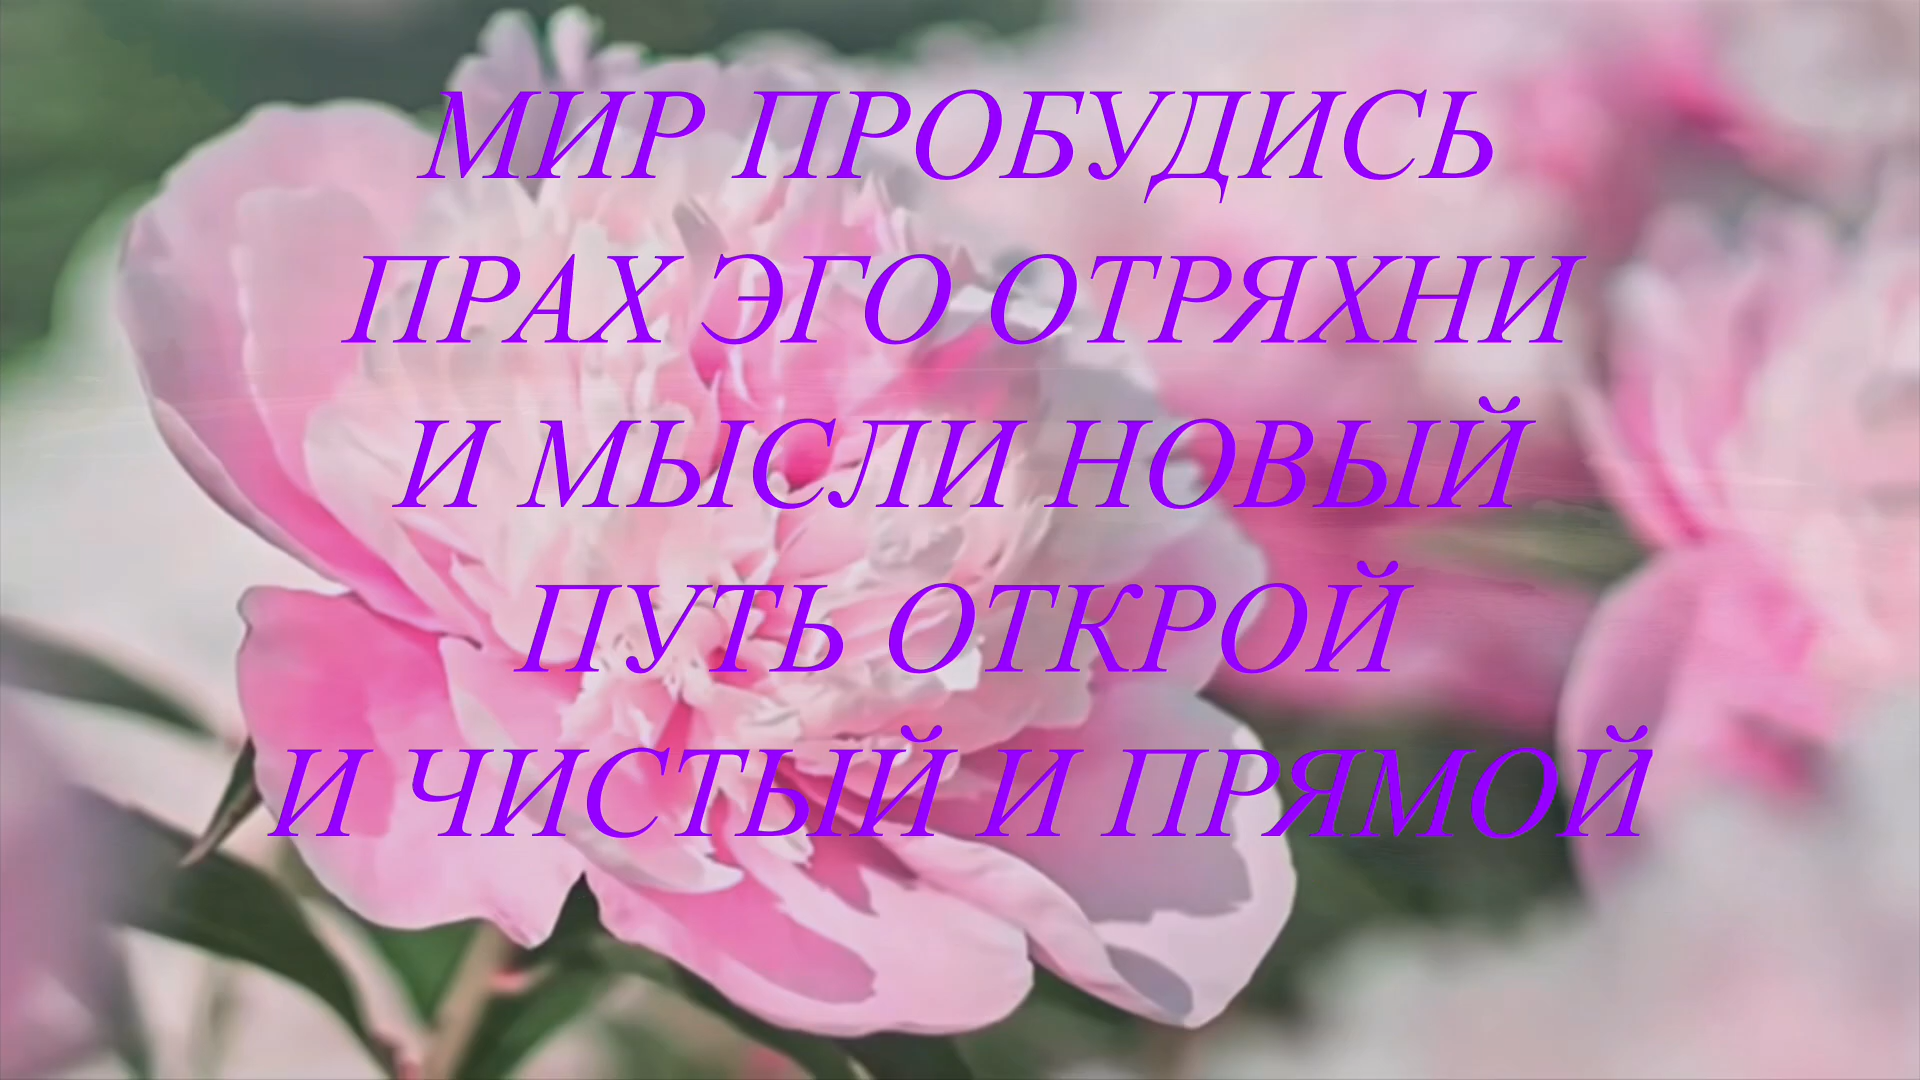 МИР ПРОБУДИСЬ
ПРАХ ЭГО ОТРЯХНИ
И МЫСЛИ НОВЫЙ
ПУТЬ ОТКРОЙ
И ЧИСТЫЙ И ПРЯМОЙ